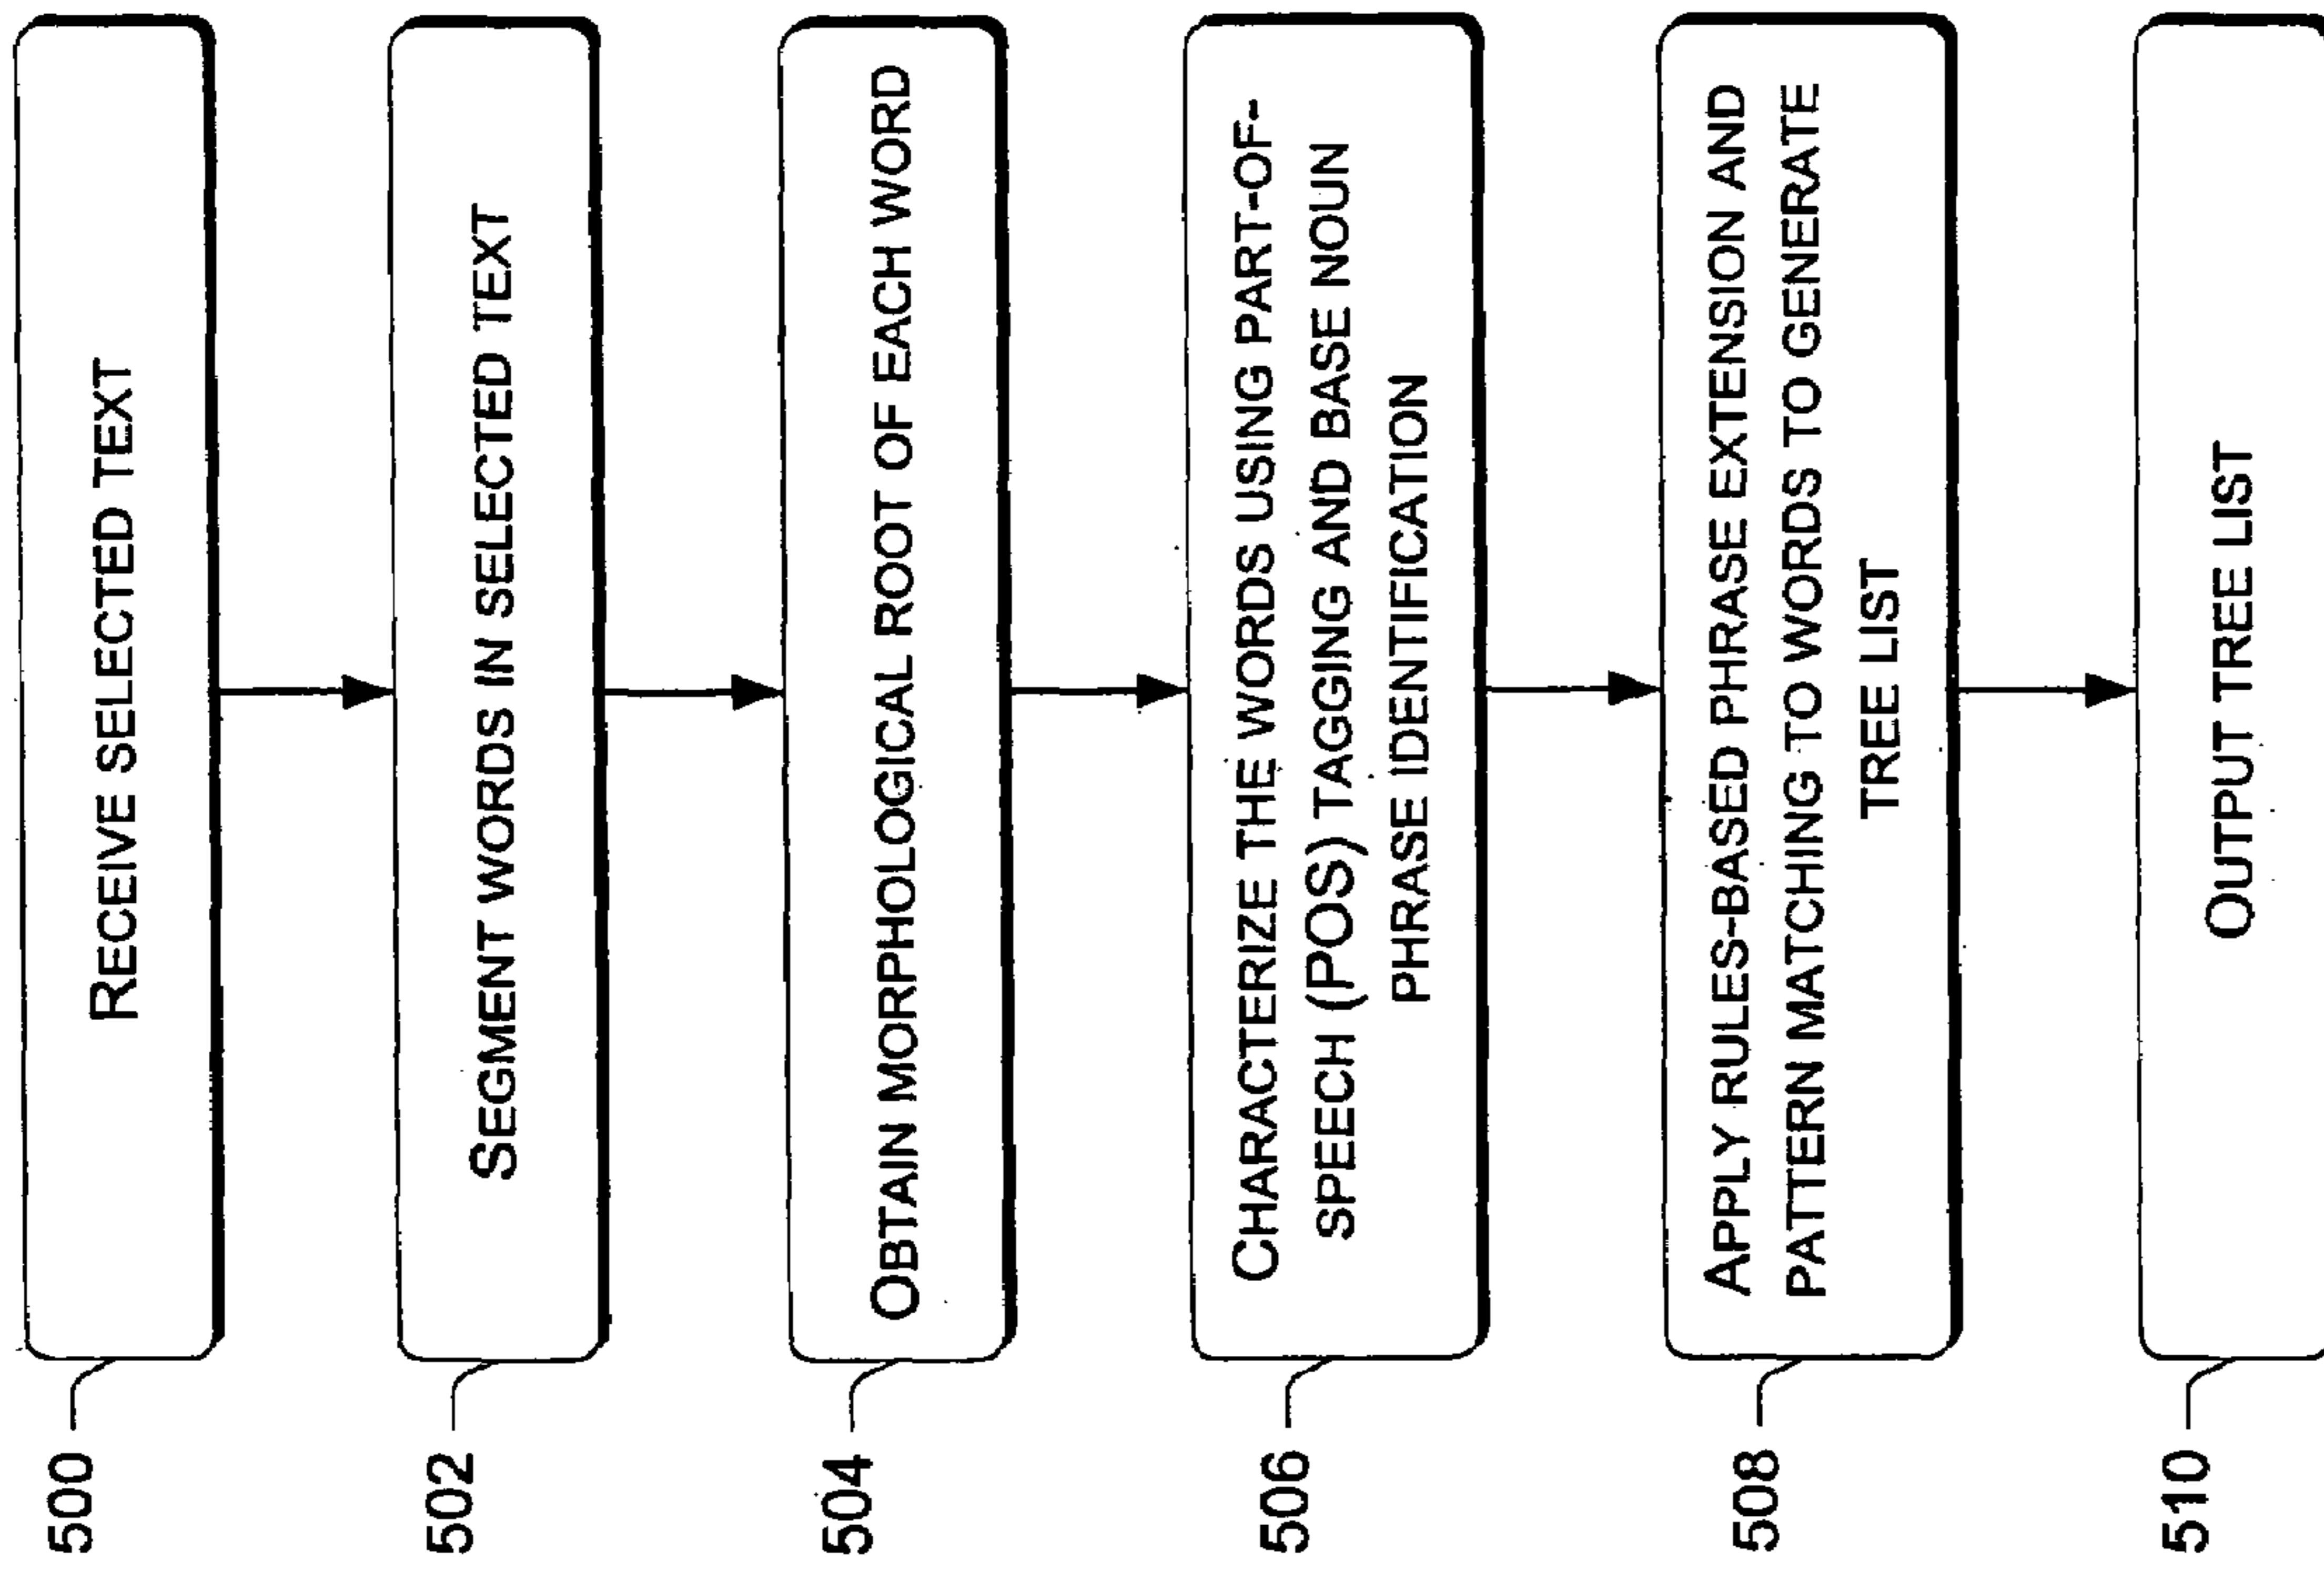 500
RECEIVE SELECTED TEXT
502
SEGMENT WORDS IN SELECTED TEXT
504
OBTAIN MORPHOLOGICAL ROOT OF EACH WORD
506
CHARACTERIZE THE WORDS USING PART-OF-
SPEECH (POS) TAGGING AND BASE NOUN
PHRASE IDENTIFICATION
508
APPLY RULES-BASED PHRASE EXTENSION AND
PATTERN MATCHING TO WORDS TO GENERATE
TREE LIST
510
OUTPUT TREE LIST